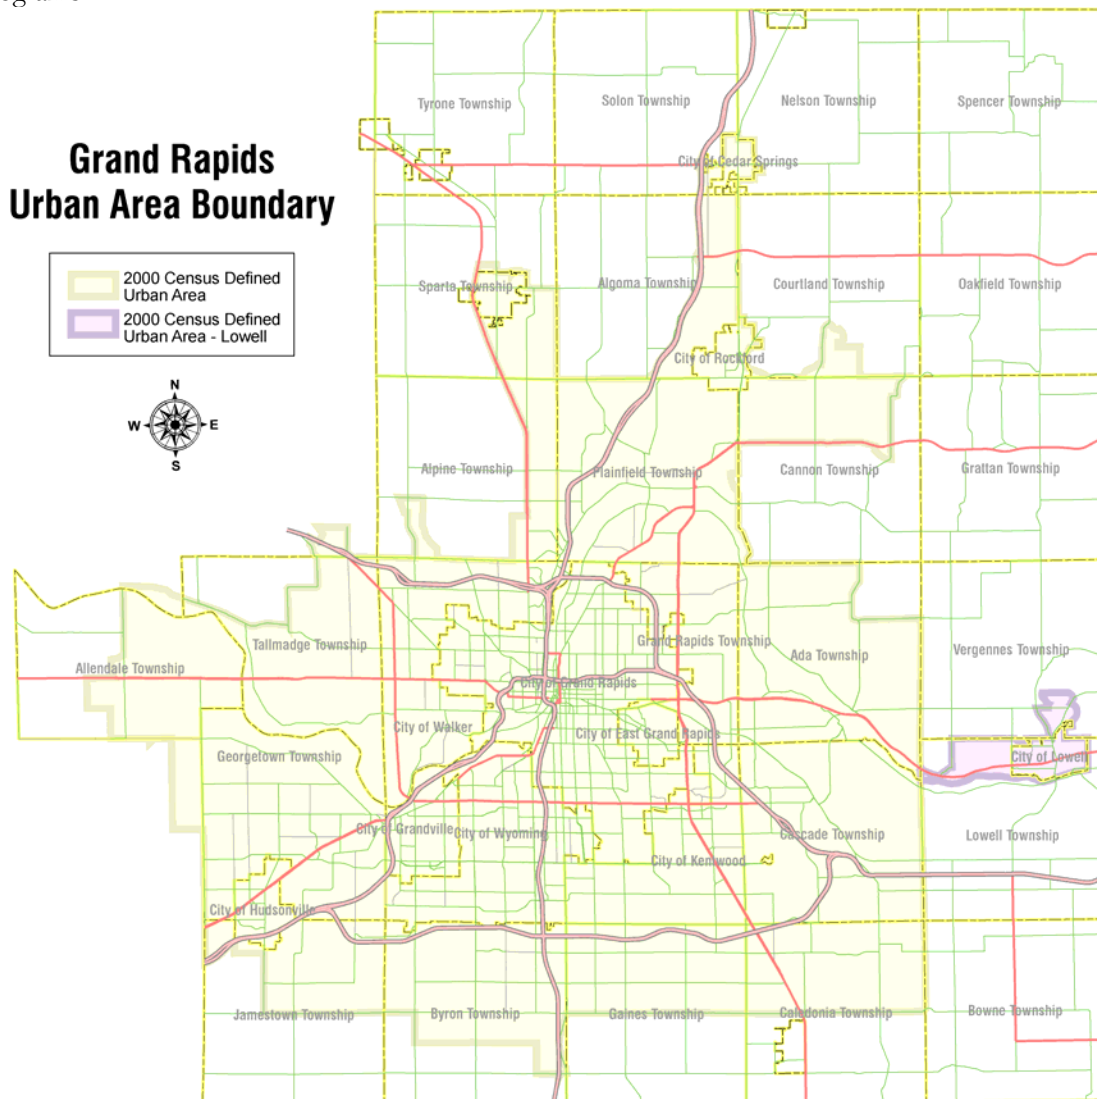 Tyrone Township
Solon Township
Nelson Township
Spencer Township
Grand Rapids
Urban Area Boundary
City of Cedar Springs
2000 Census Defined
Urban Area
2000 Census Defined
Urban Area - Lowell
Sparta Township
Algoma Township
Courtland Township
Oakfield Township
City of Rockford
N
W
E
S
Alpine Township
Plainfield Township
Cannon Township
Grattan Township
Tallmadge Township
Grand Rapids Township
Ada Township
Vergennes Township
Allendale Township
City of Grand Rapids
City of Walker
City of East Grand Rapids
Georgetown Township
City of Lowell
City of Grandville
City of Wyoming
Cascade Township
Lowell Township
City of Kentwood
City of Hudsonville
Jamestown Township
Byron Township
Gaines Township
Caledonia Township
Bowne Township